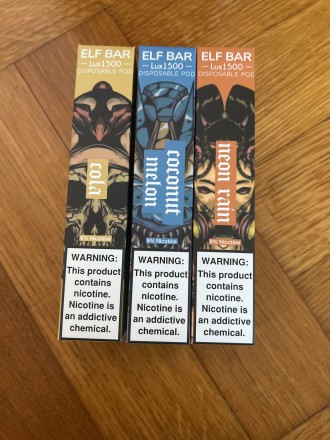 ELF BAR
Lux1500
DISPOSABLE POD
cola
5% Nicotine
WARNING:
This product
contains
nicotine.
Nicotine is
an addictive
chemical.
ELF BAR
Lux1500
DISPOSABLE POD
coconut
melon
5% Nicotine
WARNING:
This product
contains
nicotine.
Nicotine is
an addictive
chemical.
ELF BAR
Lux1500
DISPOSABLE POD
neon rain
5% Nicotine
WARNING:
This product
contains
nicotine.
Nicotine is
an addictive
chemical.